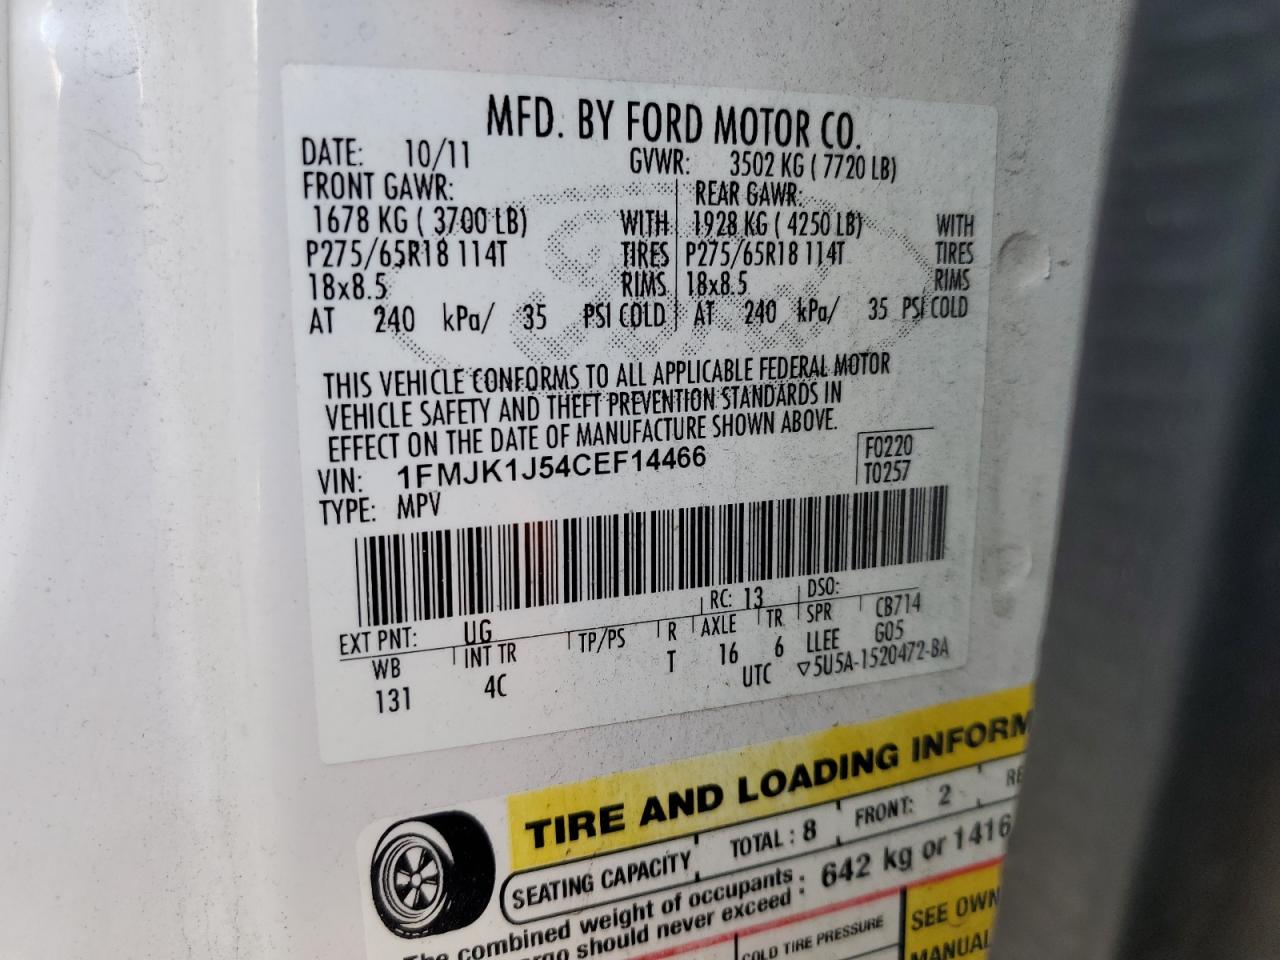 MFD. BY FORD MOTOR CO.
DATE: 10/11 GVWR: 3502 KG ( 7720 LB)
FRONT GAWR: REAR GAWR:
1678 KG ( 3700 LB) WITH 1928 KG ( 4250 LB) WITH
P275/65R18 114T TIRES P275/65R18 114T TIRES
18x8.5 RIMS 18x8.5 RIMS
AT 240 kPa/ 35 PSI COLD AT 240 kPa/ 35 PSI COLD
THIS VEHICLE CONFORMS TO ALL APPLICABLE FEDERAL MOTOR
VEHICLE SAFETY AND THEFT PREVENTION STANDARDS IN
EFFECT ON THE DATE OF MANUFACTURE SHOWN ABOVE.
VIN: 1FMJK1J54CEF14466 F0220
TYPE: MPV T0257
EXT PNT: UG RC: 13 DSO:
WB INT TR TP/PS R AXLE TR SPR CB714
131 4C T 16 6 LLEE G05
UTC ▽5U5A-1520472-BA
TIRE AND LOADING INFORM
SEATING CAPACITY TOTAL : 8 FRONT: 2 RE
The combined weight of occupants
rgo should never exceed : 642 kg or 1416
COLD TIRE PRESSURE SEE OWN
MANUAL